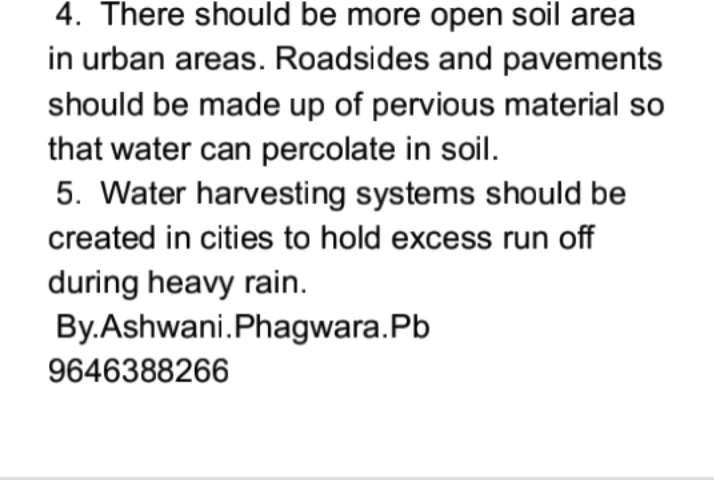 4. There should be more open soil area
in urban areas. Roadsides and pavements
should be made up of pervious material so
that water can percolate in soil.
5. Water harvesting systems should be
created in cities to hold excess run off
during heavy rain.
By.Ashwani.Phagwara.Pb
9646388266